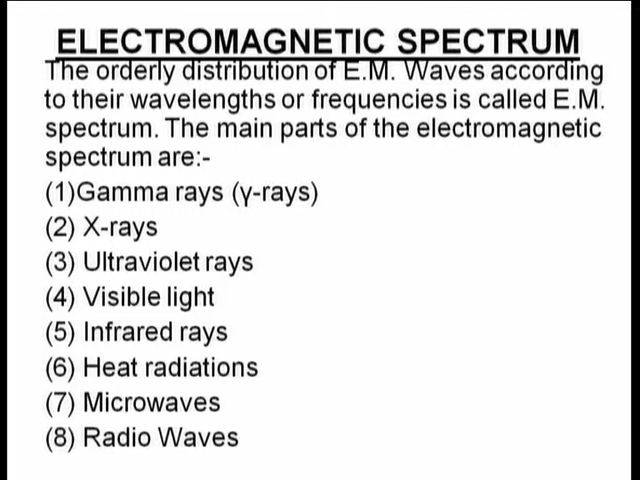 ELECTROMAGNETIC SPECTRUM
The orderly distribution of E.M. Waves according
to their wavelengths or frequencies is called E.M.
spectrum. The main parts of the electromagnetic
spectrum are:-
(1)Gamma rays (γ-rays)
(2) X-rays
(3) Ultraviolet rays
(4) Visible light
(5) Infrared rays
(6) Heat radiations
(7) Microwaves
(8) Radio Waves